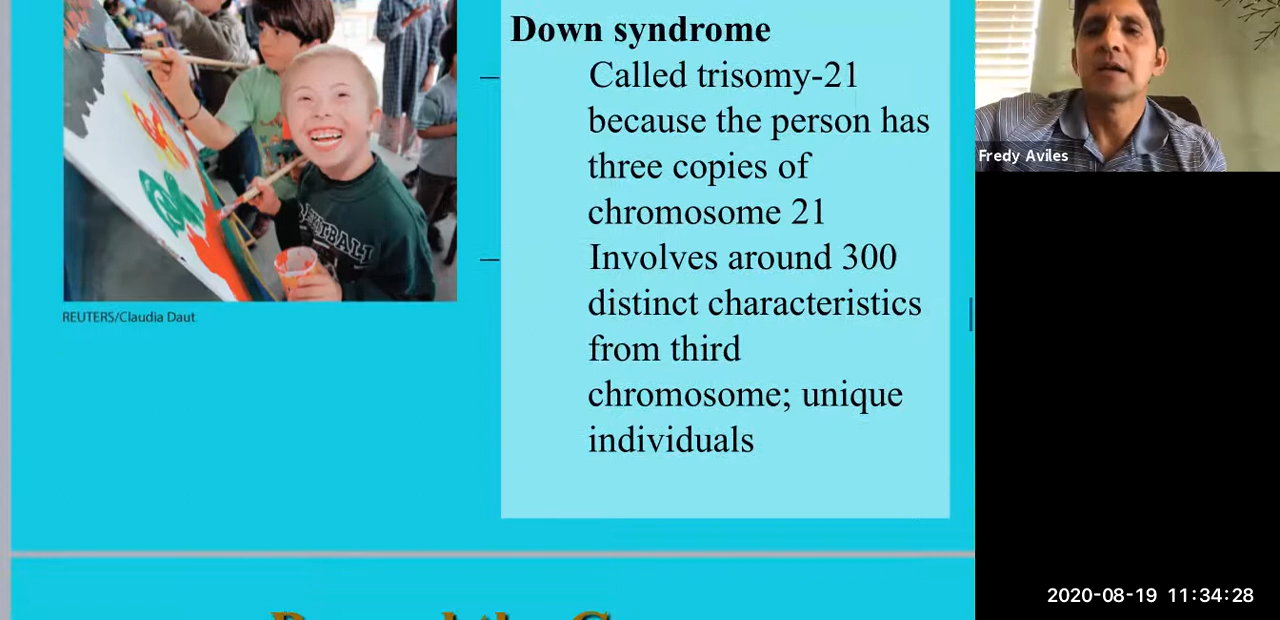 Down syndrome
— Called trisomy-21
because the person has
three copies of
chromosome 21
— Involves around 300
distinct characteristics
from third
chromosome; unique
individuals
REUTERS/Claudia Daut
Fredy Aviles
2020-08-19 11:34:28